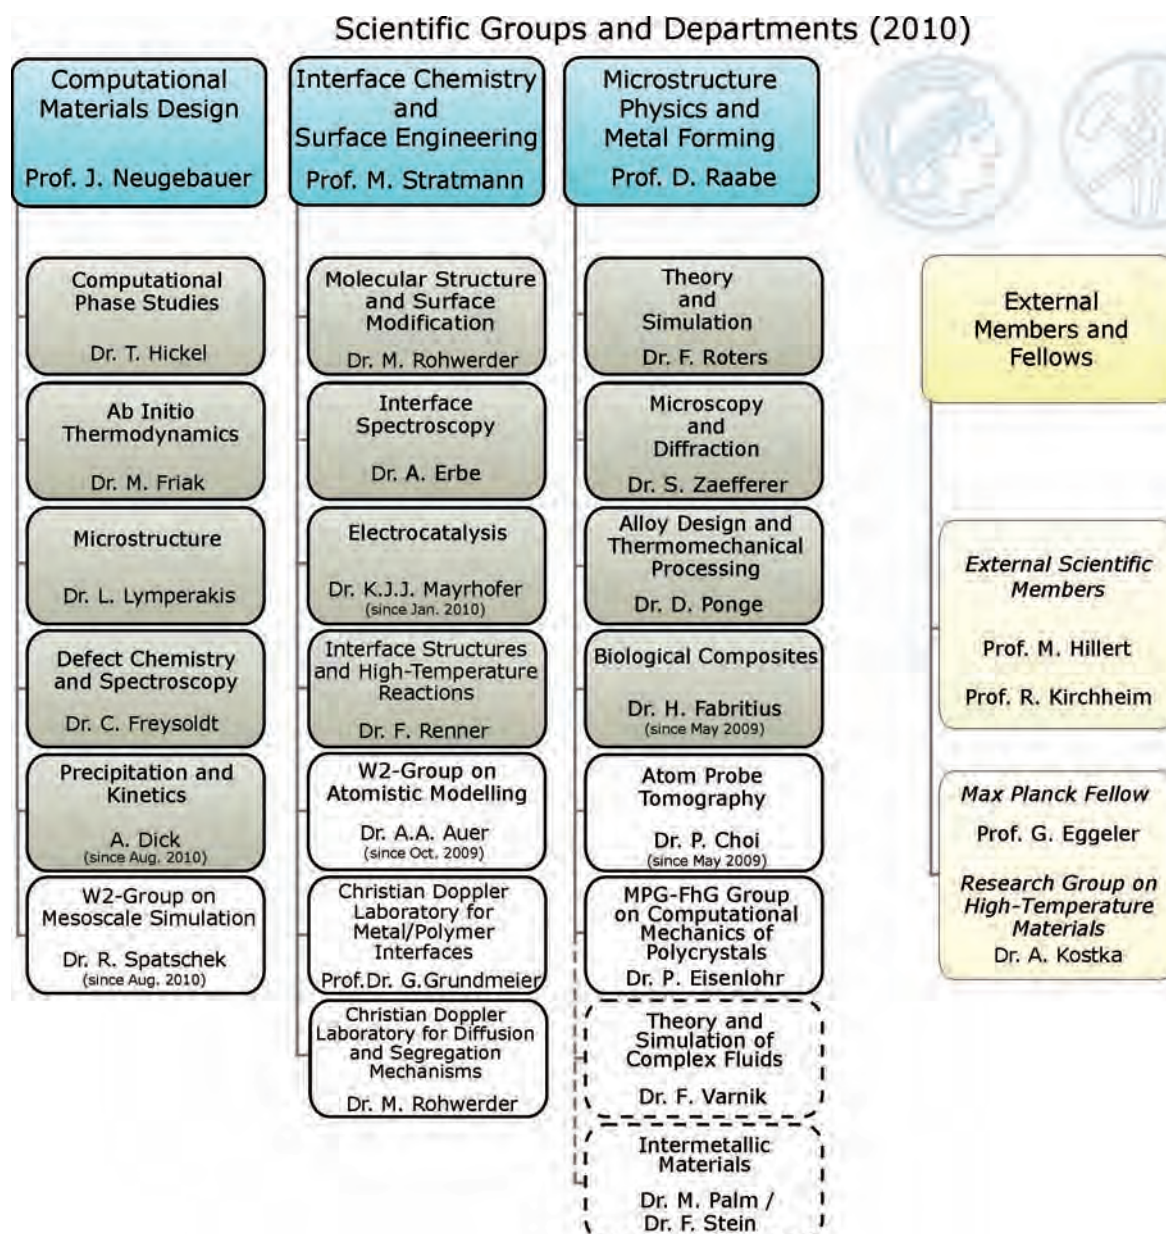 Scientific Groups and Departments (2010)
Computational
Materials Design
Prof. J. Neugebauer
Computational
Phase Studies
Dr. T. Hickel
Ab Initio
Thermodynamics
Dr. M. Friak
Microstructure
Dr. L. Lymperakis
Defect Chemistry
and Spectroscopy
Dr. C. Freysoldt
Precipitation and
Kinetics
A. Dick
(since Aug. 2010)
W2-Group on
Mesoscale Simulation
Dr. R. Spatschek
(since Aug. 2010)
Interface Chemistry
and
Surface Engineering
Prof. M. Stratmann
Molecular Structure
and Surface
Modification
Dr. M. Rohwerder
Interface
Spectroscopy
Dr. A. Erbe
Electrocatalysis
Dr. K.J.J. Mayrhofer
(since Jan. 2010)
Interface Structures
and High-Temperature
Reactions
Dr. F. Renner
W2-Group on
Atomistic Modelling
Dr. A.A. Auer
(since Oct. 2009)
Christian Doppler
Laboratory for
Metal/Polymer
Interfaces
Prof.Dr. G.Grundmeier
Christian Doppler
Laboratory for Diffusion
and Segregation
Mechanisms
Dr. M. Rohwerder
Microstructure
Physics and
Metal Forming
Prof. D. Raabe
Theory
and
Simulation
Dr. F. Roters
Microscopy
and
Diffraction
Dr. S. Zaefferer
Alloy Design and
Thermomechanical
Processing
Dr. D. Ponge
Biological Composites
Dr. H. Fabritius
(since May 2009)
Atom Probe
Tomography
Dr. P. Choi
(since May 2009)
MPG-FhG Group
on Computational
Mechanics of
Polycrystals
Dr. P. Eisenlohr
Theory and
Simulation of
Complex Fluids
Dr. F. Varnik
Intermetallic
Materials
Dr. M. Palm /
Dr. F. Stein
External
Members and
Fellows
External Scientific
Members
Prof. M. Hillert
Prof. R. Kirchheim
Max Planck Fellow
Prof. G. Eggeler
Research Group on
High-Temperature
Materials
Dr. A. Kostka